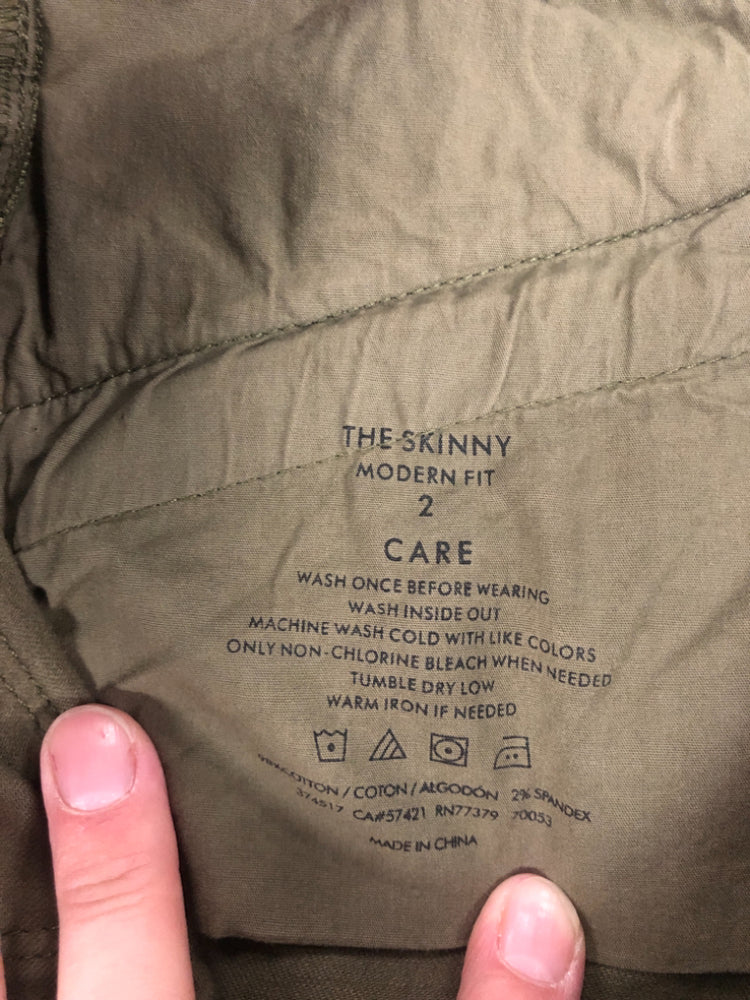 THE SKINNY
MODERN FIT
2
CARE
WASH ONCE BEFORE WEARING
WASH INSIDE OUT
MACHINE WASH COLD WITH LIKE COLORS
ONLY NON-CHLORINE BLEACH WHEN NEEDED
TUMBLE DRY LOW
WARM IRON IF NEEDED
98% COTTON / COTON / ALGODÓN 2% SPANDEX
374517 CA#57421 RN77379 70053
MADE IN CHINA